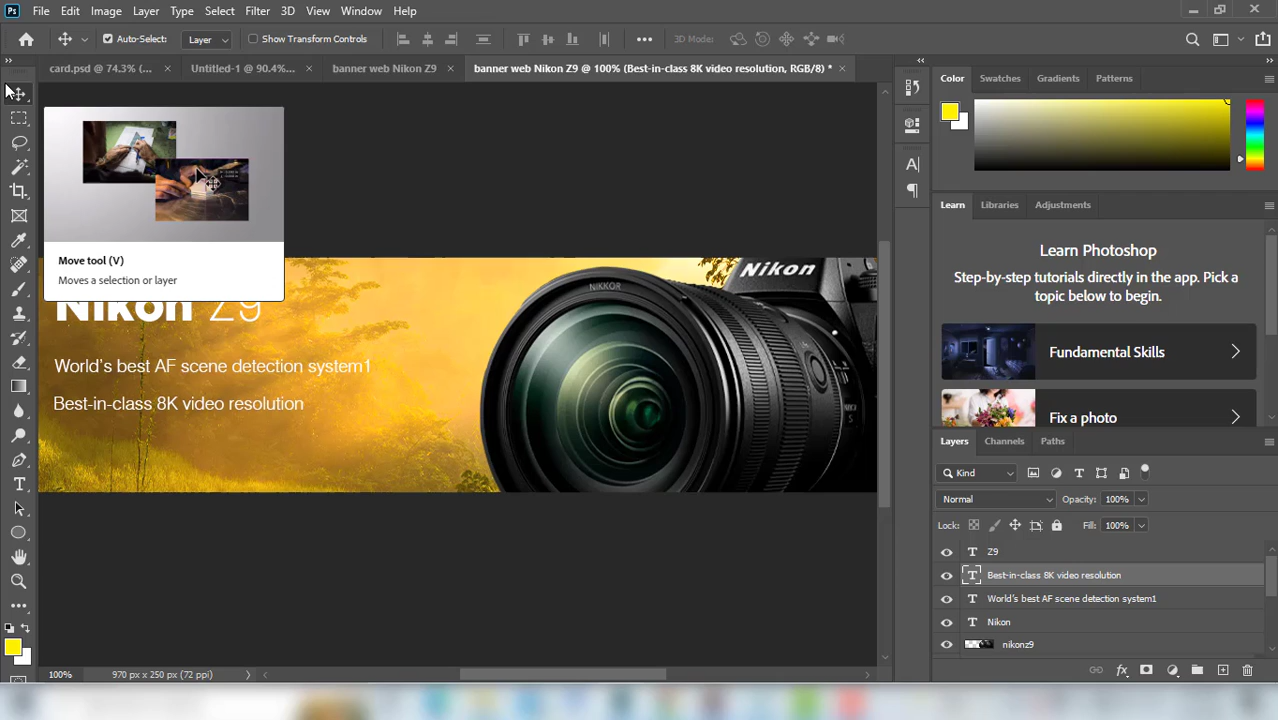 Ps File Edit Image Layer Type Select Filter 3D View Window Help
Auto-Select: Layer Show Transform Controls 3D Mode:
card.psd @ 74.3% (... Untitled-1 @ 90.4%... banner web Nikon Z9 banner web Nikon Z9 @ 100% (Best-in-class 8K video resolution, RGB/8) *
Move tool (V)
Moves a selection or layer
Nikon
NIKKOR
Nikon Z9
World's best AF scene detection system1
Best-in-class 8K video resolution
100% 970 px x 250 px (72 ppi)
Color Swatches Gradients Patterns
Learn Libraries Adjustments
Learn Photoshop
Step-by-step tutorials directly in the app. Pick a
topic below to begin.
Fundamental Skills
Fix a photo
Layers Channels Paths
Kind
Normal Opacity: 100%
Lock: Fill: 100%
Z9
Best-in-class 8K video resolution
World's best AF scene detection system1
Nikon
nikonz9